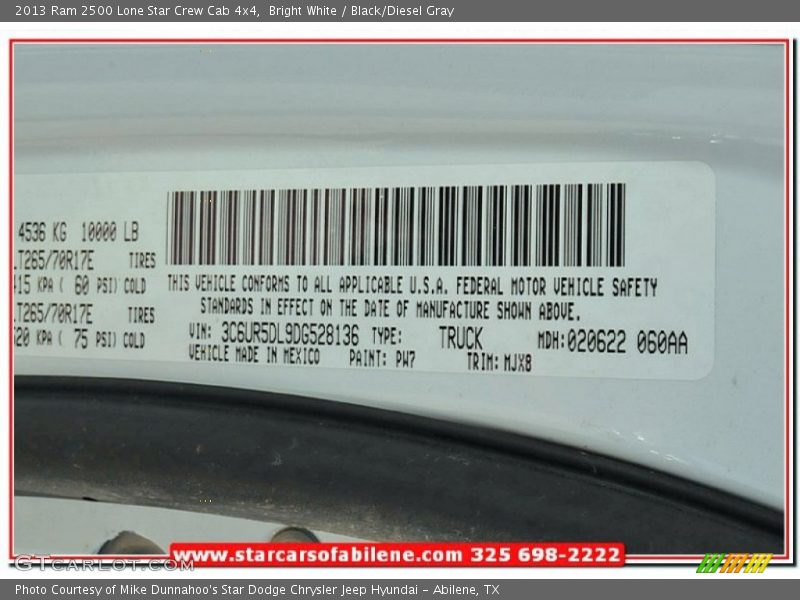 2013 Ram 2500 Lone Star Crew Cab 4x4,  Bright White / Black/Diesel Gray
4536 KG  10000 LB
LT265/70R17E  TIRES
415 KPA ( 60 PSI) COLD
LT265/70R17E  TIRES
520 KPA ( 75 PSI) COLD
THIS VEHICLE CONFORMS TO ALL APPLICABLE U.S.A. FEDERAL MOTOR VEHICLE SAFETY
STANDARDS IN EFFECT ON THE DATE OF MANUFACTURE SHOWN ABOVE.
VIN: 3C6UR5DL9DG528136  TYPE:  TRUCK  MDH:020622 060AA
VEHICLE MADE IN MEXICO  PAINT: PW7  TRIM: MJX8
www.starcarsofabilene.com 325 698-2222
GTCARLOT.COM
Photo Courtesy of Mike Dunnahoo's Star Dodge Chrysler Jeep Hyundai – Abilene, TX